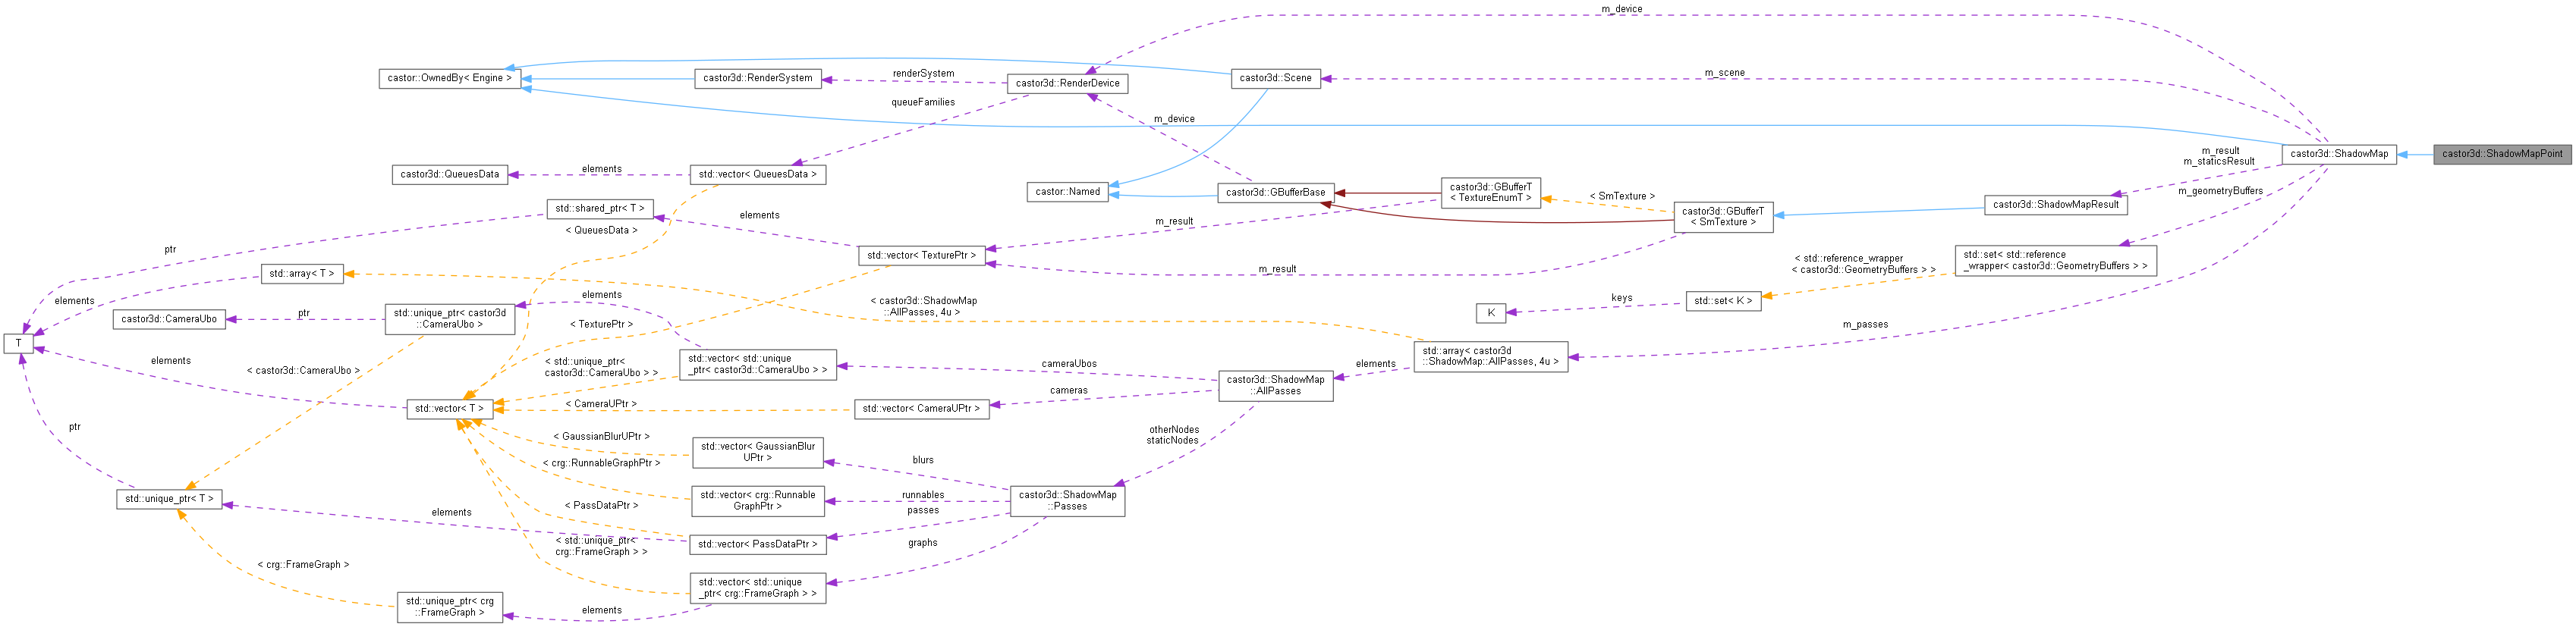 m_device
castor::OwnedBy< Engine >
castor3d::RenderSystem
renderSystem
castor3d::RenderDevice
castor3d::Scene
m_scene
queueFamilies
m_device
castor3d::ShadowMap
castor3d::ShadowMapPoint
m_result
m_staticsResult
castor3d::QueuesData
elements
std::vector< QueuesData >
castor::Named
castor3d::GBufferBase
castor3d::GBufferT
< TextureEnumT >
< SmTexture >
castor3d::GBufferT
< SmTexture >
castor3d::ShadowMapResult
m_geometryBuffers
std::shared_ptr< T >
elements
< QueuesData >
m_result
ptr
std::vector< TexturePtr >
m_result
std::array< T >
< std::reference_wrapper
< castor3d::GeometryBuffers > >
std::set< std::reference
_wrapper< castor3d::GeometryBuffers > >
elements
castor3d::CameraUbo
ptr
std::unique_ptr< castor3d
::CameraUbo >
elements
< castor3d::ShadowMap
::AllPasses, 4u >
K
keys
std::set< K >
T
< TexturePtr >
m_passes
elements
< castor3d::CameraUbo >
< std::unique_ptr<
castor3d::CameraUbo > >
std::vector< std::unique
_ptr< castor3d::CameraUbo > >
cameraUbos
castor3d::ShadowMap
::AllPasses
elements
std::array< castor3d
::ShadowMap::AllPasses, 4u >
std::vector< T >
< CameraUPtr >
std::vector< CameraUPtr >
cameras
ptr
< GaussianBlurUPtr >
std::vector< GaussianBlur
UPtr >
blurs
otherNodes
staticNodes
< crg::RunnableGraphPtr >
std::unique_ptr< T >
elements
< PassDataPtr >
std::vector< crg::Runnable
GraphPtr >
runnables
passes
castor3d::ShadowMap
::Passes
std::vector< PassDataPtr >
graphs
< std::unique_ptr<
crg::FrameGraph > >
< crg::FrameGraph >
std::unique_ptr< crg
::FrameGraph >
elements
std::vector< std::unique
_ptr< crg::FrameGraph > >